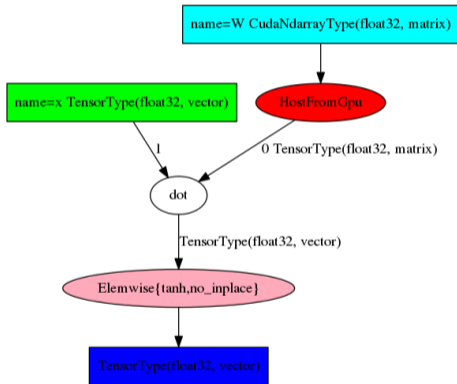 name=W CudaNdarrayType(float32, matrix)
name=x TensorType(float32, vector)
HostFromGpu
1
0 TensorType(float32, matrix)
dot
TensorType(float32, vector)
Elemwise{tanh,no_inplace}
TensorType(float32, vector)